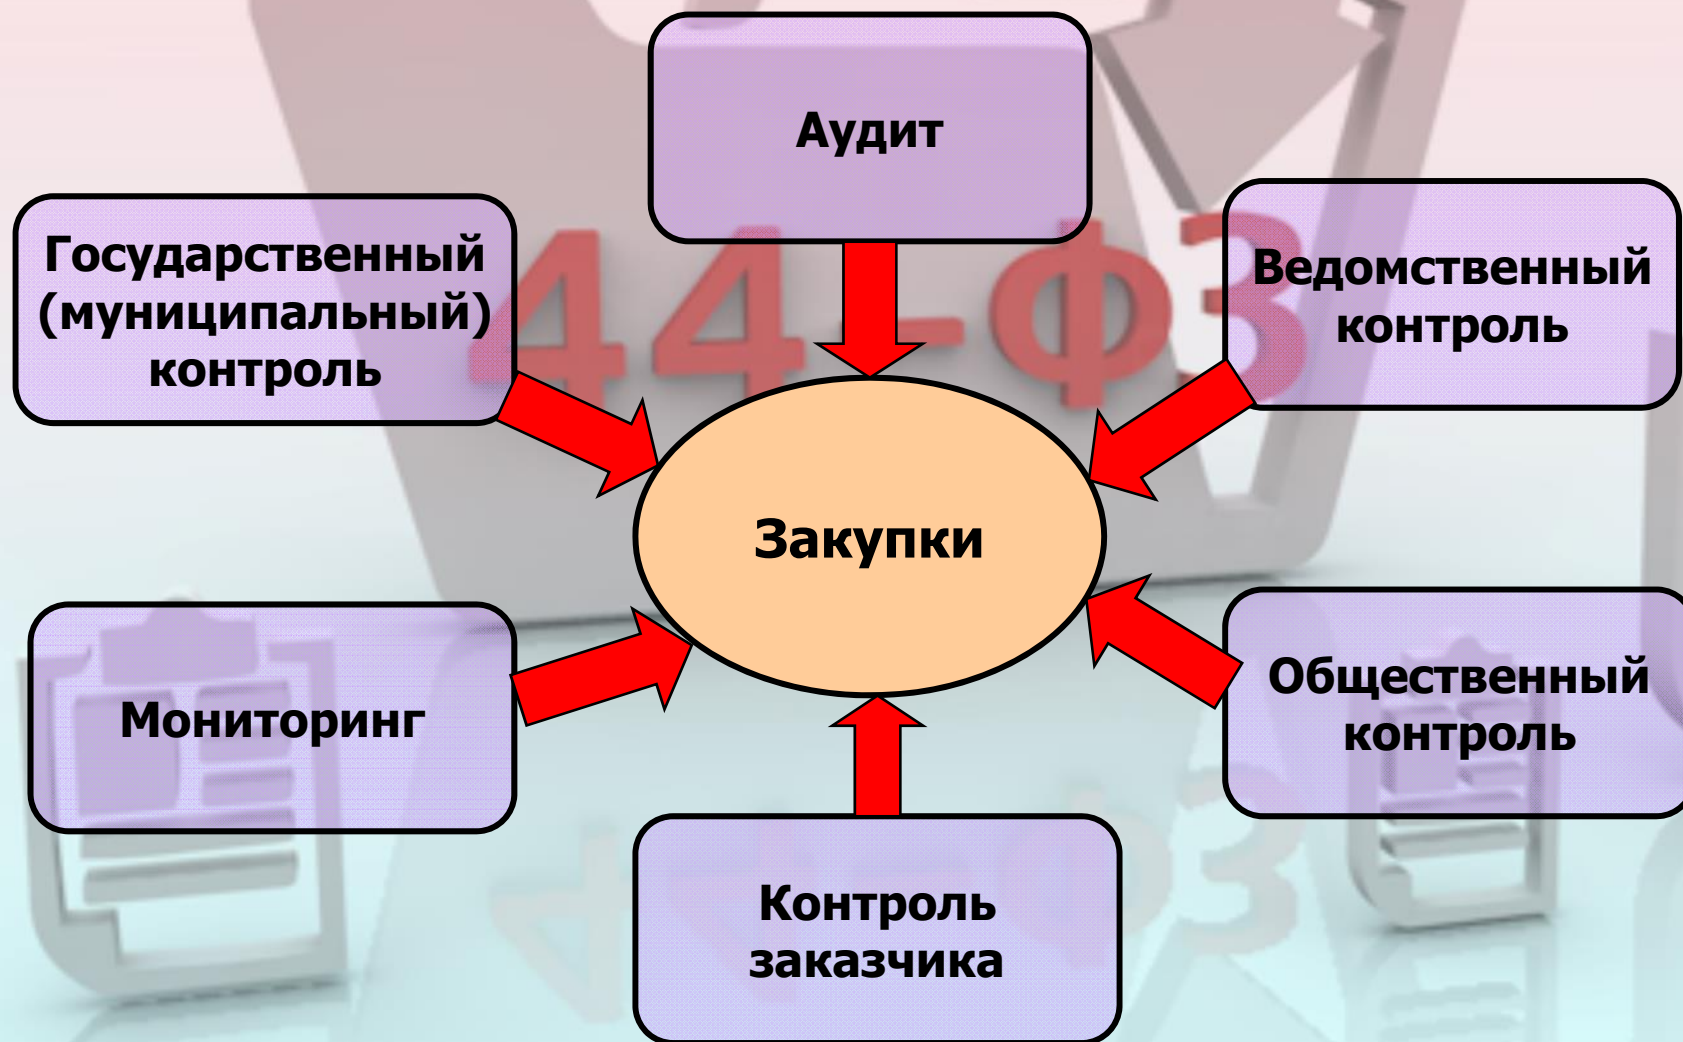 Аудит
Государственный
(муниципальный)
контроль
44-ФЗ
Ведомственный
контроль
Закупки
Мониторинг
Общественный
контроль
Контроль
заказчика